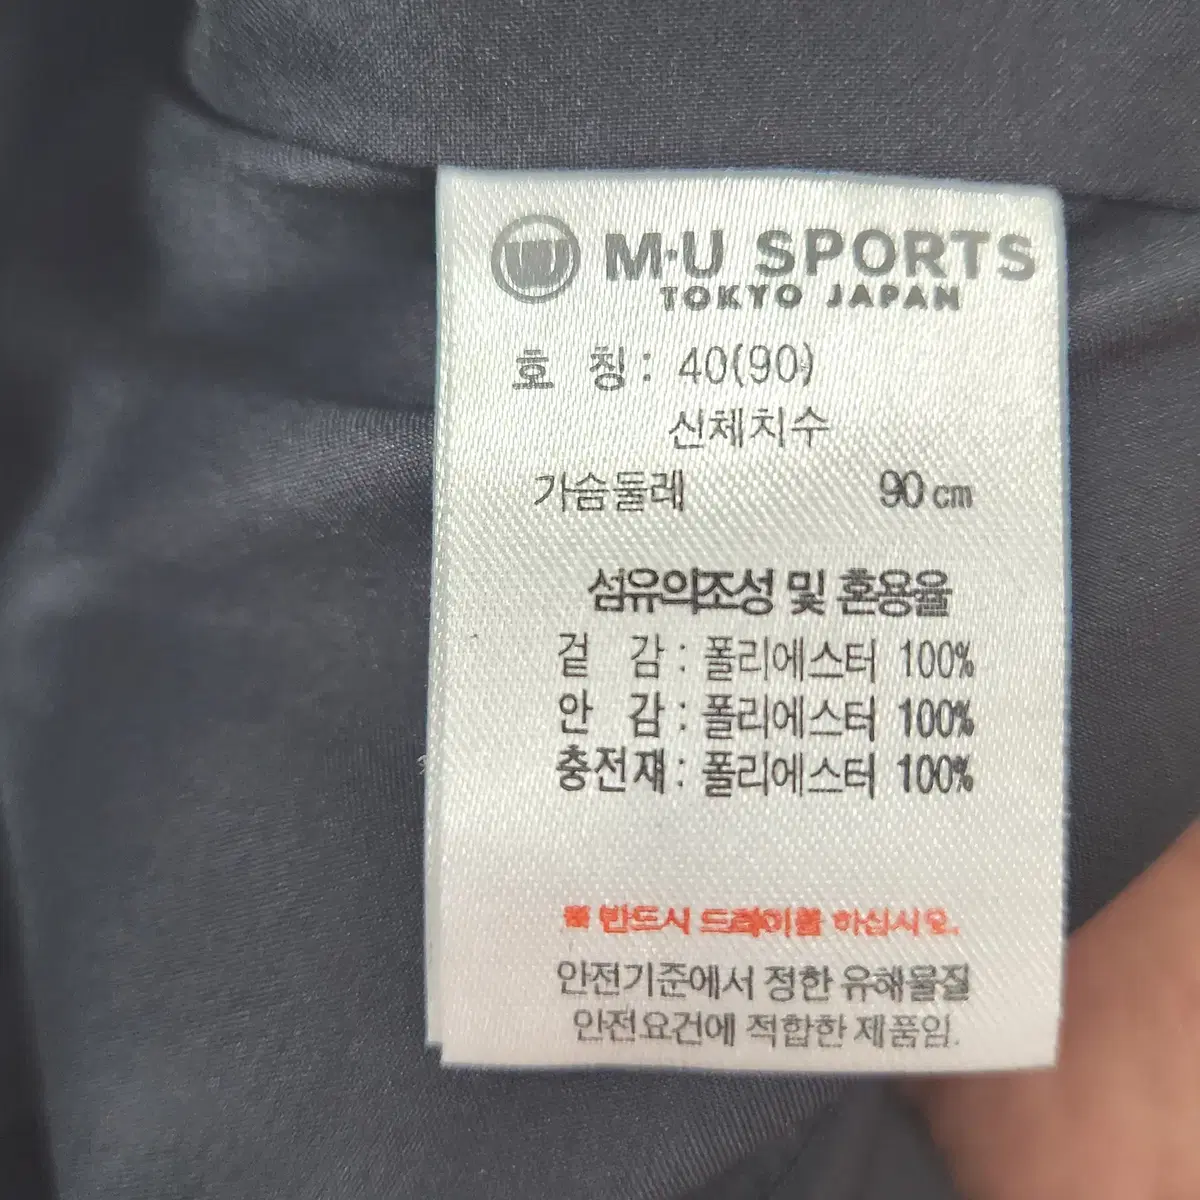 M·U SPORTS
TOKYO JAPAN
호 칭 : 40(90)
신체치수
가슴둘레 90 cm
섬유의조성 및 혼용율
겉 감 : 폴리에스터 100%
안 감 : 폴리에스터 100%
충전재 : 폴리에스터 100%
※ 반드시 드라이를 하십시오.
안전기준에서 정한 유해물질
안전요건에 적합한 제품임.